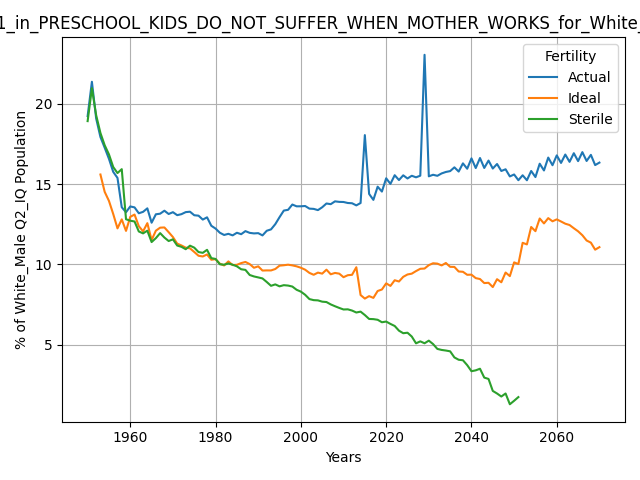 1_in_PRESCHOOL_KIDS_DO_NOT_SUFFER_WHEN_MOTHER_WORKS_for_White_
Fertility
Actual
Ideal
Sterile
% of White_Male Q2_IQ Population
20
15
10
5
1960 1980 2000 2020 2040 2060
Years